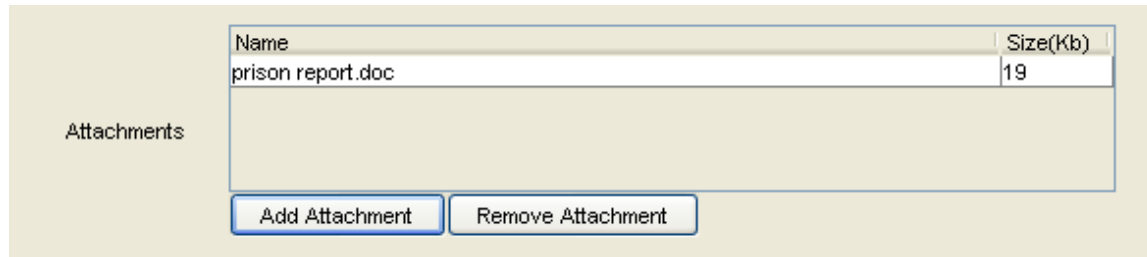 Name Size(Kb)
prison report.doc 19
Attachments
Add Attachment Remove Attachment